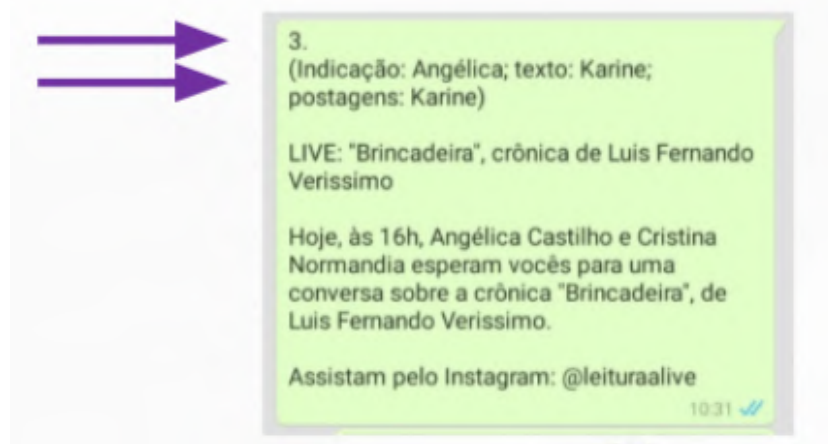 3.
(Indicação: Angélica; texto: Karine;
postagens: Karine)
LIVE: "Brincadeira", crônica de Luis Fernando
Verissimo
Hoje, às 16h, Angélica Castilho e Cristina
Normandia esperam vocês para uma
conversa sobre a crônica "Brincadeira", de
Luis Fernando Verissimo.
Assistam pelo Instagram: @leituraalive
10:31